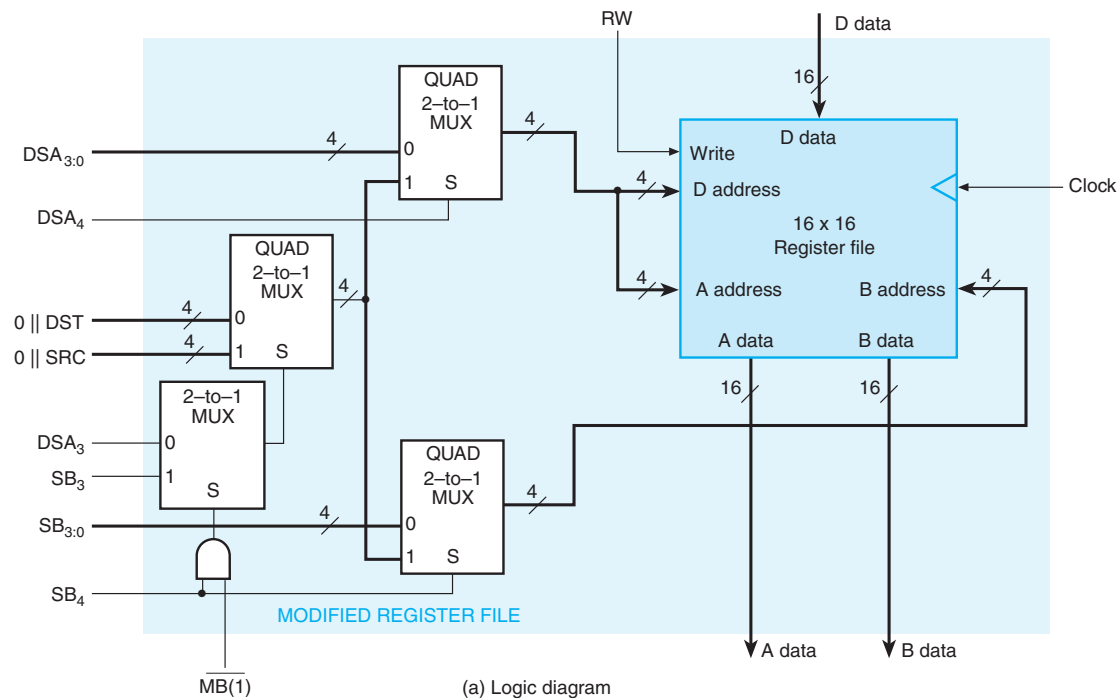 RW
D data
QUAD
2–to–1
MUX
16
4
4
D data
DSA3:0
0
Write
1
S
4
D address
Clock
DSA4
QUAD
2–to–1
MUX
16 x 16
Register file
4
4
4
A address
B address
0 || DST
4
0
0 || SRC
4
1
S
A data
B data
2–to–1
MUX
16
16
DSA3
0
QUAD
2–to–1
MUX
SB3
1
S
4
SB3:0
4
0
1
S
SB4
MODIFIED REGISTER FILE
A data
B data
MB(1)
(a) Logic diagram